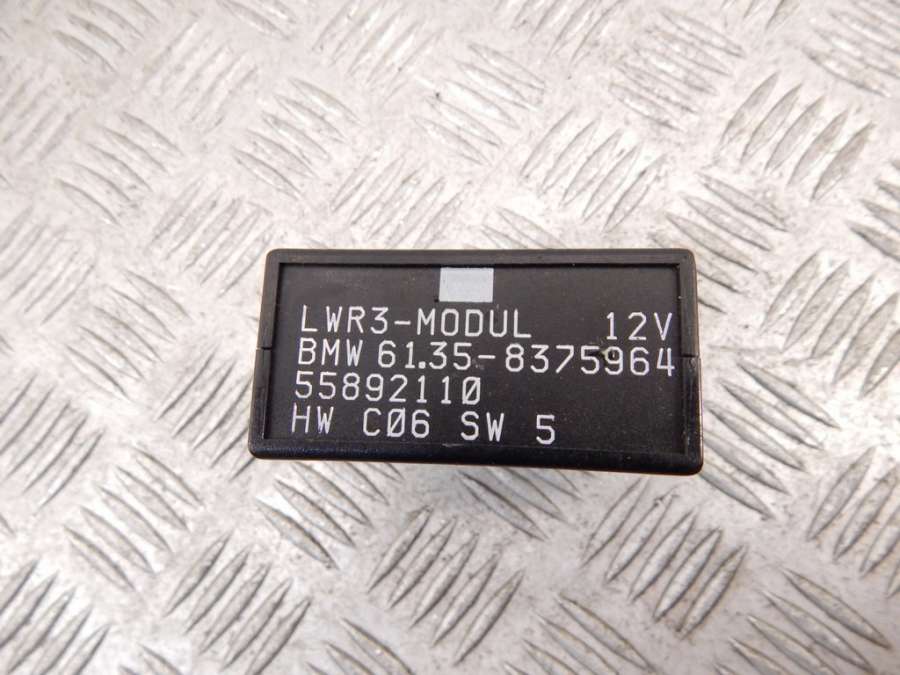 LWR3-MODUL 12V
BMW 61.35-8375964
55892110
HW C06 SW 5